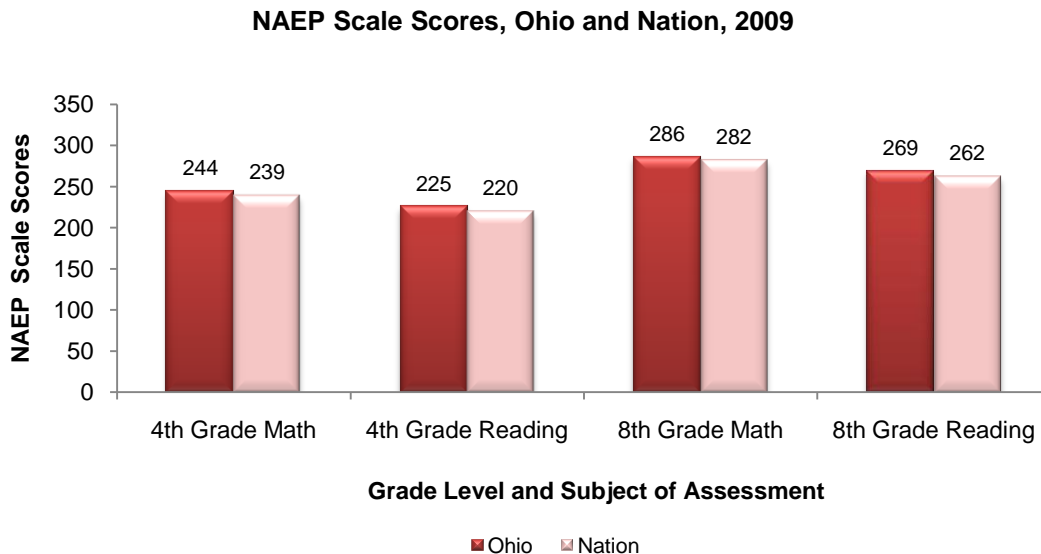 NAEP Scale Scores, Ohio and Nation, 2009
NAEP Scale Scores
350
300
250
200
150
100
50
0
244
239
225
220
286
282
269
262
4th Grade Math
4th Grade Reading
8th Grade Math
8th Grade Reading
Grade Level and Subject of Assessment
Ohio
Nation